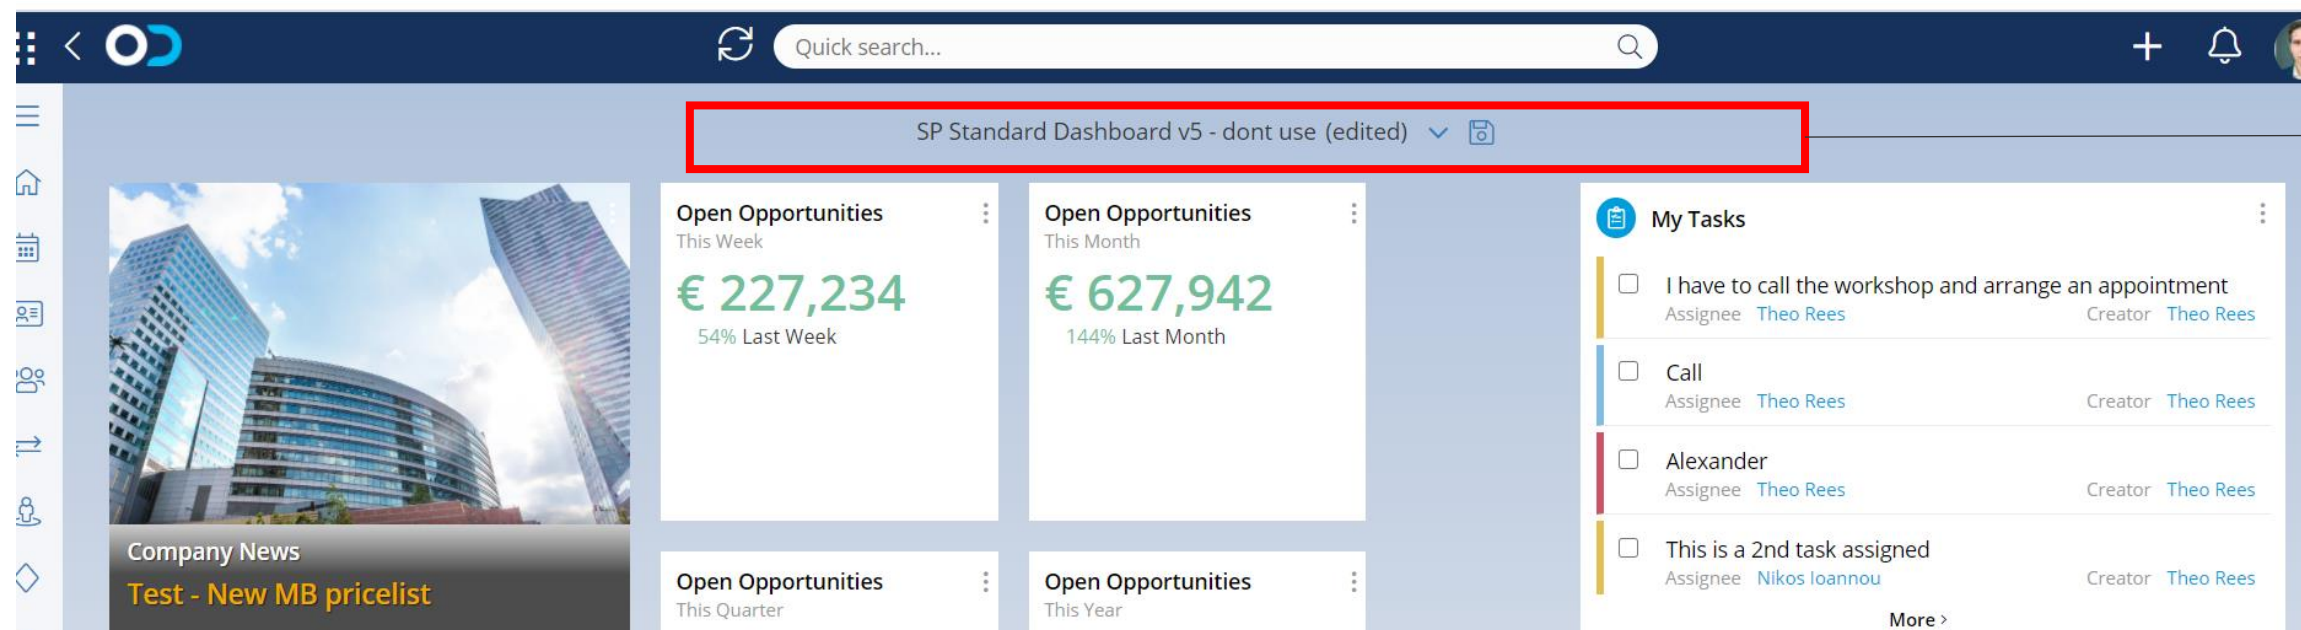 Quick search...
SP Standard Dashboard v5 - dont use (edited)
Company News
Test - New MB pricelist
Open Opportunities
This Week
€ 227,234
54% Last Week
Open Opportunities
This Month
€ 627,942
144% Last Month
Open Opportunities
This Quarter
Open Opportunities
This Year
My Tasks
I have to call the workshop and arrange an appointment
Assignee Theo Rees Creator Theo Rees
Call
Assignee Theo Rees Creator Theo Rees
Alexander
Assignee Theo Rees Creator Theo Rees
This is a 2nd task assigned
Assignee Nikos Ioannou Creator Theo Rees
More >